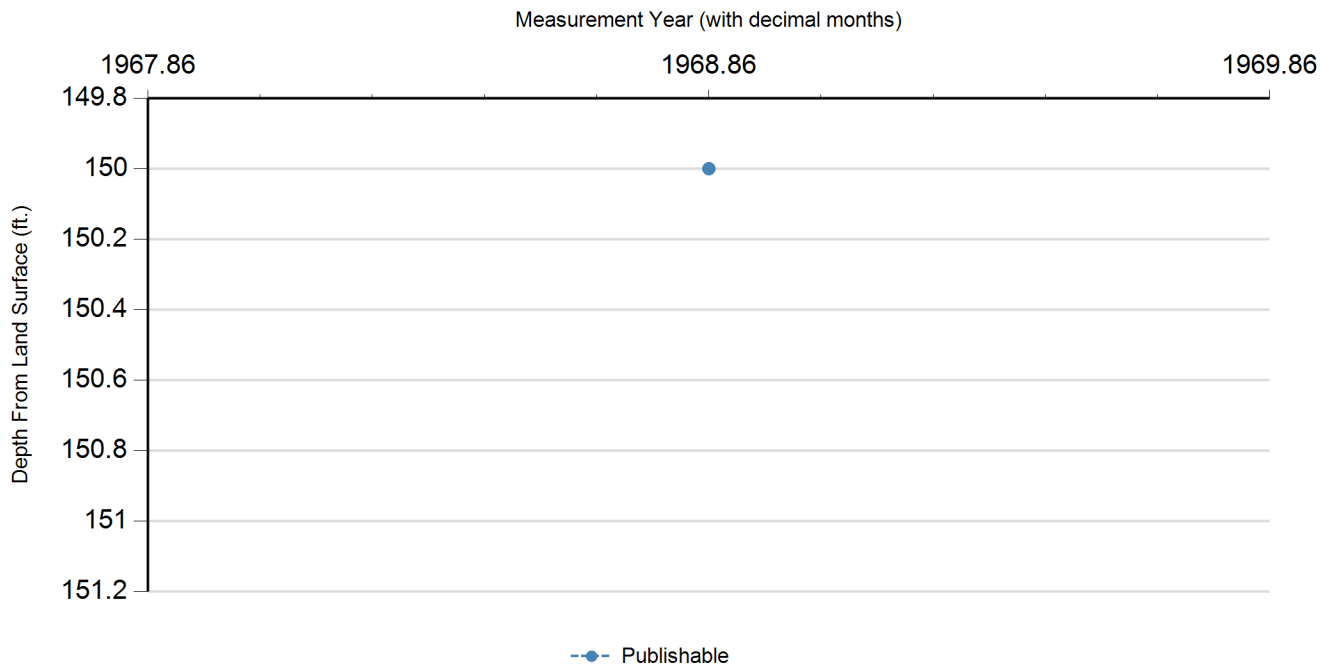 Measurement Year (with decimal months)
1967.86 1968.86 1969.86
149.8
150
150.2
150.4
150.6
150.8
151
151.2
Depth From Land Surface (ft.)
Publishable